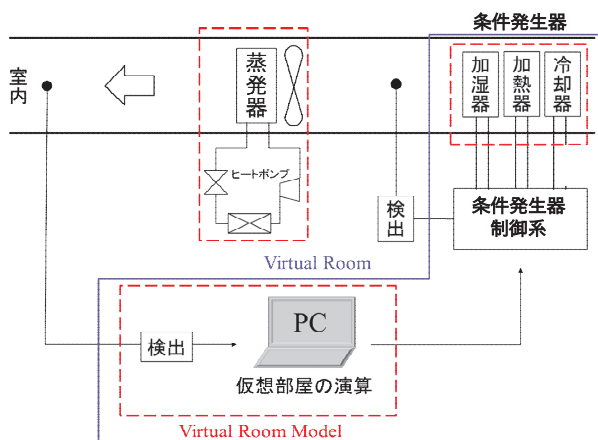 条件発生器
室内
蒸発器
加湿器
加熱器
冷却器
ヒートポンプ
検出
条件発生器
制御系
Virtual Room
検出
PC
仮想部屋の演算
Virtual Room Model